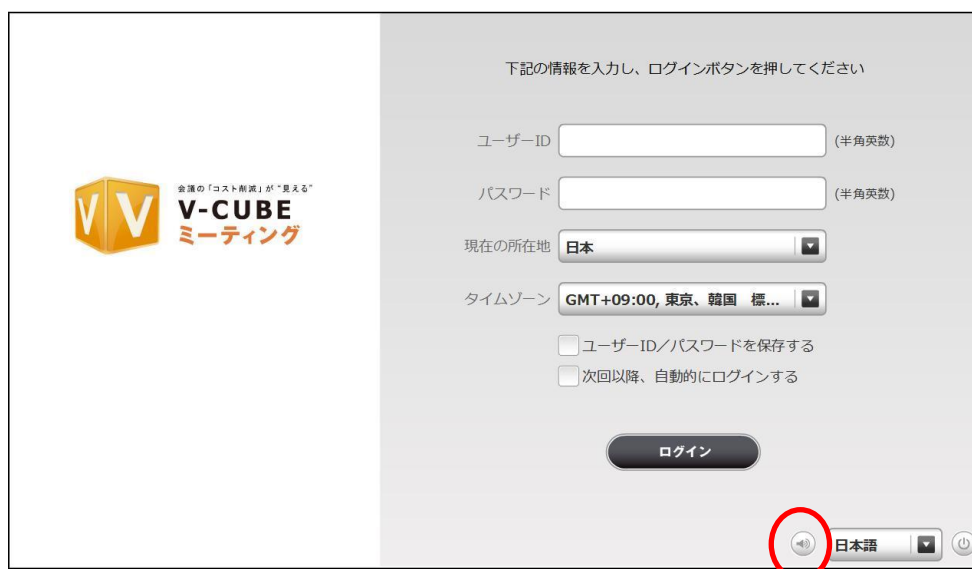 下記の情報を入力し、ログインボタンを押してください
ユーザーID
(半角英数)
パスワード
(半角英数)
現在の所在地
日本
タイムゾーン
GMT+09:00, 東京、韓国 標...
ユーザーID／パスワードを保存する
次回以降、自動的にログインする
ログイン
日本語
VV
会議の「コスト削減」が“見える”
V-CUBE
ミーティング